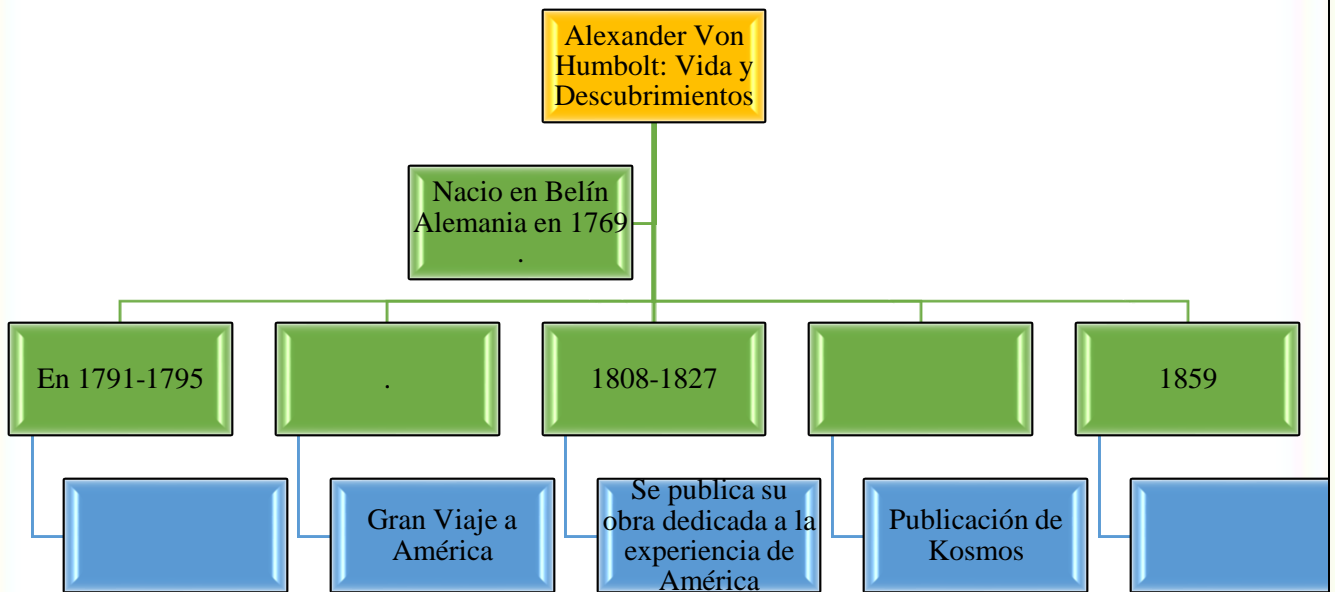 Alexander Von
Humbolt: Vida y
Descubrimientos
Nacio en Belín
Alemania en 1769
.
En 1791-1795
.
1808-1827
1859
Gran Viaje a
América
Se publica su
obra dedicada a la
experiencia de
América
Publicación de
Kosmos